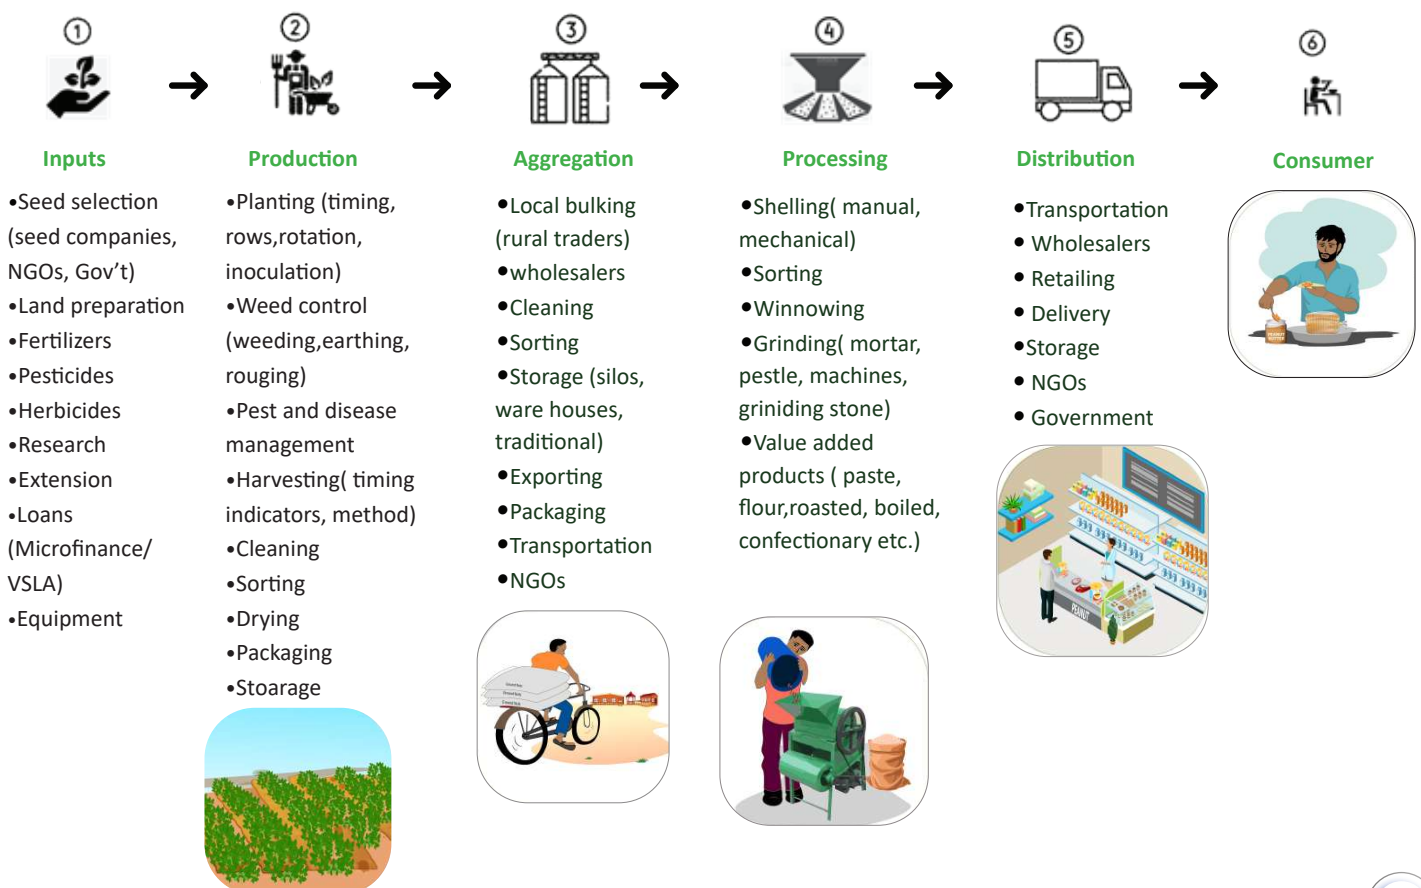 ①
Inputs
•Seed selection
(seed companies,
NGOs, Gov’t)
•Land preparation
•Fertilizers
•Pesticides
•Herbicides
•Research
•Extension
•Loans
(Microfinance/
VSLA)
•Equipment
②
Production
•Planting (timing,
rows,rotation,
inoculation)
•Weed control
(weeding,earthing,
rouging)
•Pest and disease
management
•Harvesting( timing
indicators, method)
•Cleaning
•Sorting
•Drying
•Packaging
•Stoarage
③
Aggregation
•Local bulking
(rural traders)
•wholesalers
•Cleaning
•Sorting
•Storage (silos,
ware houses,
traditional)
•Exporting
•Packaging
•Transportation
•NGOs
④
Processing
•Shelling( manual,
mechanical)
•Sorting
•Winnowing
•Grinding( mortar,
pestle, machines,
griniding stone)
•Value added
products ( paste,
flour,roasted, boiled,
confectionary etc.)
⑤
Distribution
•Transportation
• Wholesalers
• Retailing
• Delivery
•Storage
• NGOs
• Government
PEANUT
⑥
Consumer
PEANUT
BUTTER